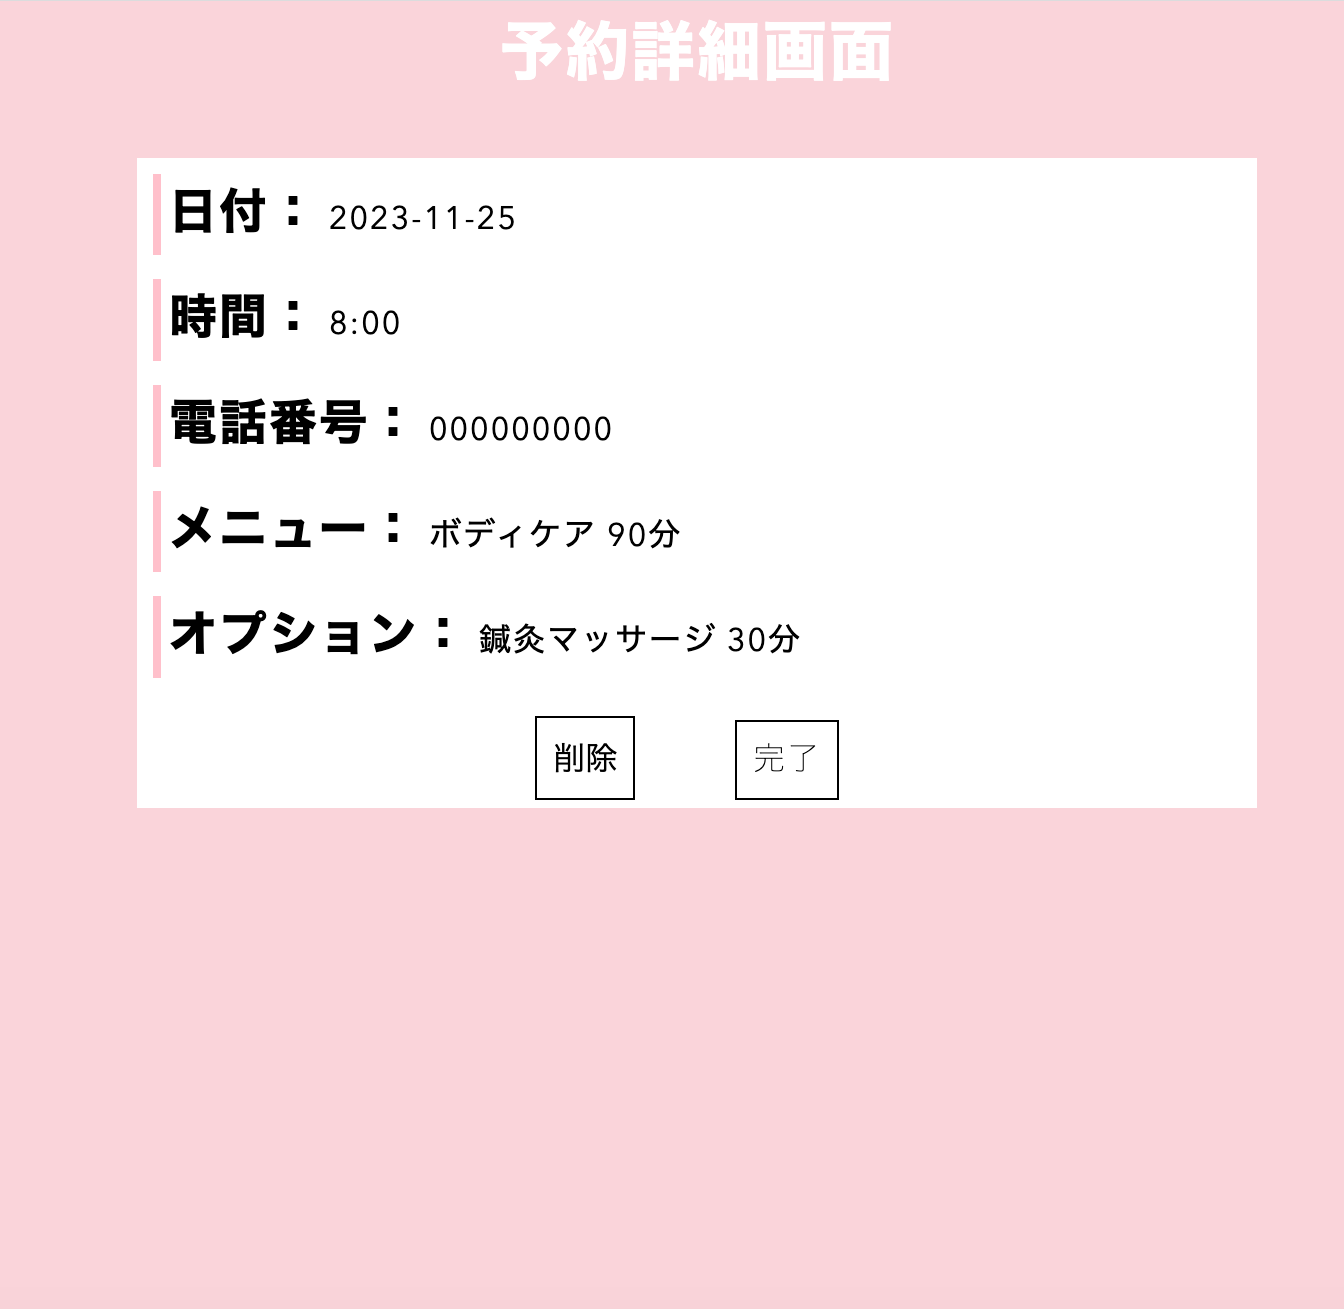 予約詳細画面
日付： 2023-11-25
時間： 8:00
電話番号： 000000000
メニュー： ボディケア 90分
オプション： 鍼灸マッサージ 30分
削除 完了